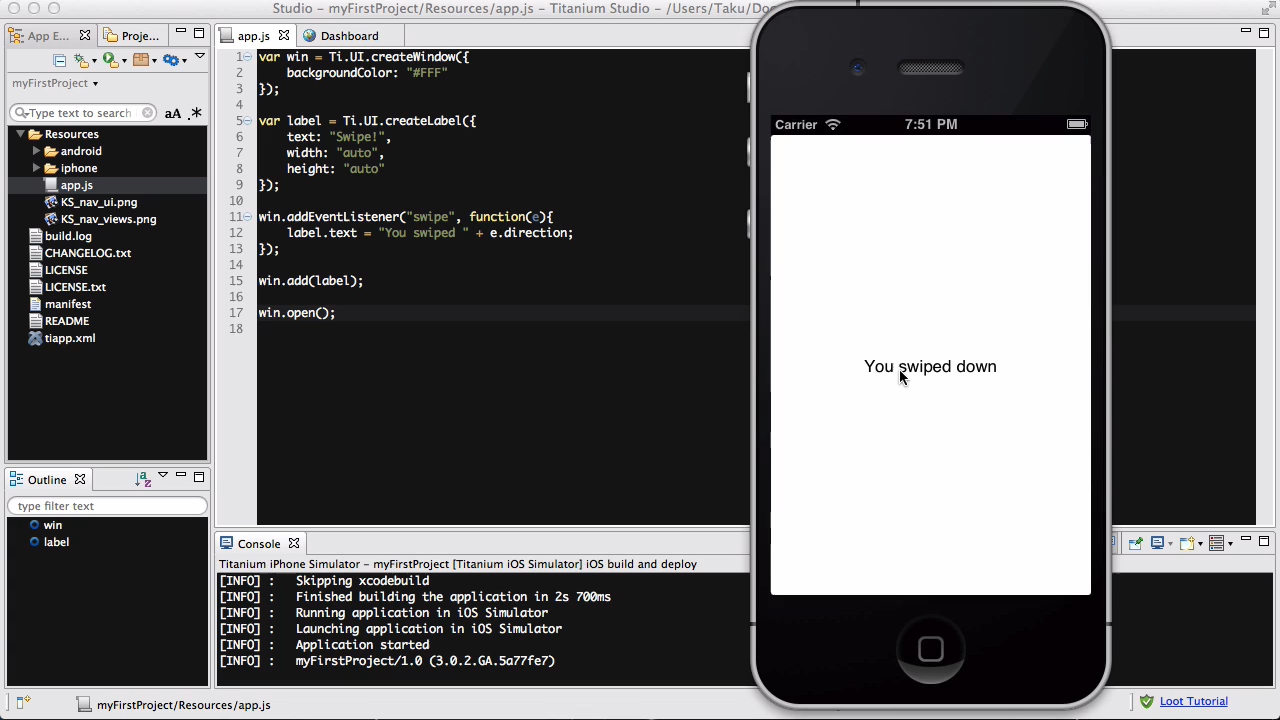 Studio – myFirstProject/Resources/app.js – Titanium Studio – /Users/Taku/Do
App E...
Proje...
myFirstProject
Type text to search
aA .*
Resources
android
iphone
app.js
KS_nav_ui.png
KS_nav_views.png
build.log
CHANGELOG.txt
LICENSE
LICENSE.txt
manifest
README
tiapp.xml
Outline
type filter text
win
label
app.js
Dashboard
1 var win = Ti.UI.createWindow({
2 backgroundColor: "#FFF"
3 });
4
5 var label = Ti.UI.createLabel({
6 text: "Swipe!",
7 width: "auto",
8 height: "auto"
9 });
10
11 win.addEventListener("swipe", function(e){
12 label.text = "You swiped " + e.direction;
13 });
14
15 win.add(label);
16
17 win.open();
18
Console
Titanium iPhone Simulator – myFirstProject [Titanium iOS Simulator] iOS build and deploy
[INFO] : Skipping xcodebuild
[INFO] : Finished building the application in 2s 700ms
[INFO] : Running application in iOS Simulator
[INFO] : Launching application in iOS Simulator
[INFO] : Application started
[INFO] : myFirstProject/1.0 (3.0.2.GA.5a77fe7)
Carrier 7:51 PM
You swiped down
myFirstProject/Resources/app.js
Loot Tutorial